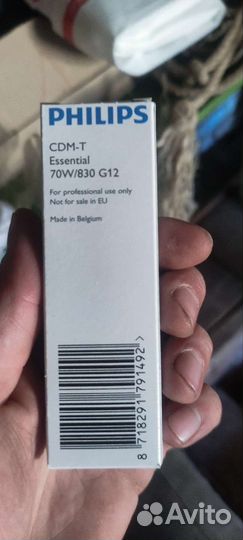 PHILIPS
CDM-T
Essential
70W/830 G12
For professional use only
Not for sale in EU
Made in Belgium
8 718291 791492 >
Avito